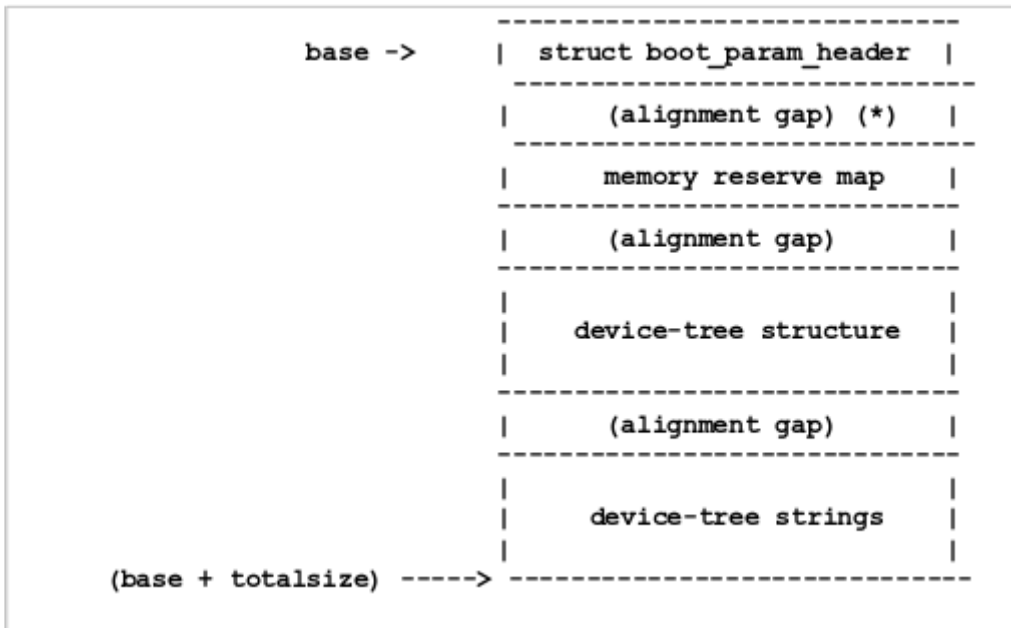 ------------------------------
base -> | struct boot_param_header |
------------------------------
| (alignment gap) (*) |
------------------------------
| memory reserve map |
------------------------------
| (alignment gap) |
------------------------------
| |
| device-tree structure |
| |
------------------------------
| (alignment gap) |
------------------------------
| |
| device-tree strings |
| |
(base + totalsize) -----> ------------------------------